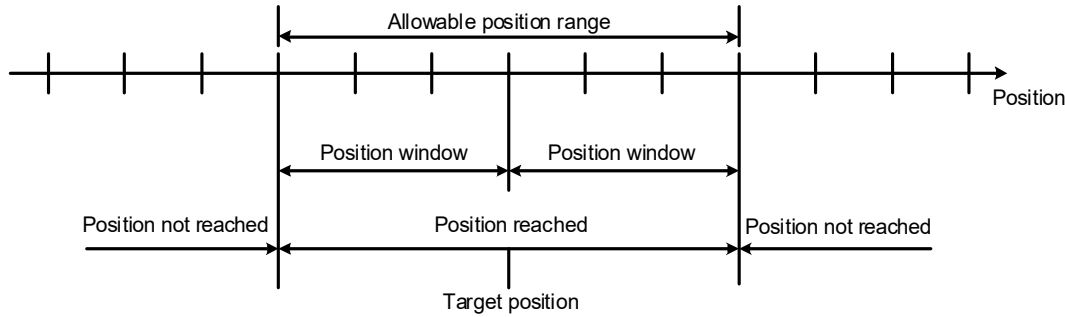 Allowable position range
Position
Position window
Position window
Position not reached
Position reached
Position not reached
Target position